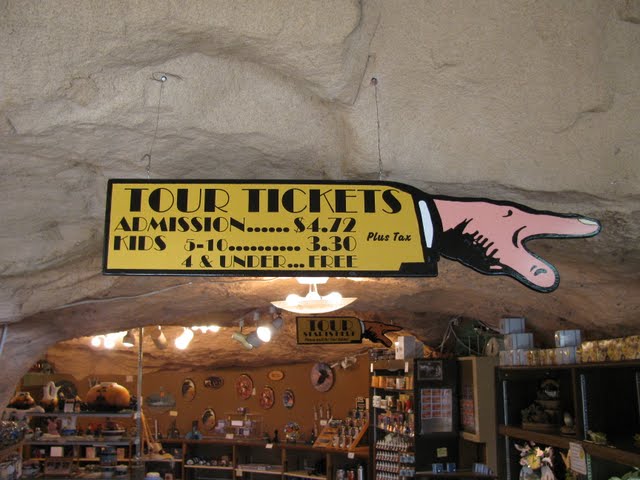 TOUR TICKETS
ADMISSION...... $4.72
KIDS 5-10........... 3.30
4 & UNDER... FREE
Plus Tax
TOUR